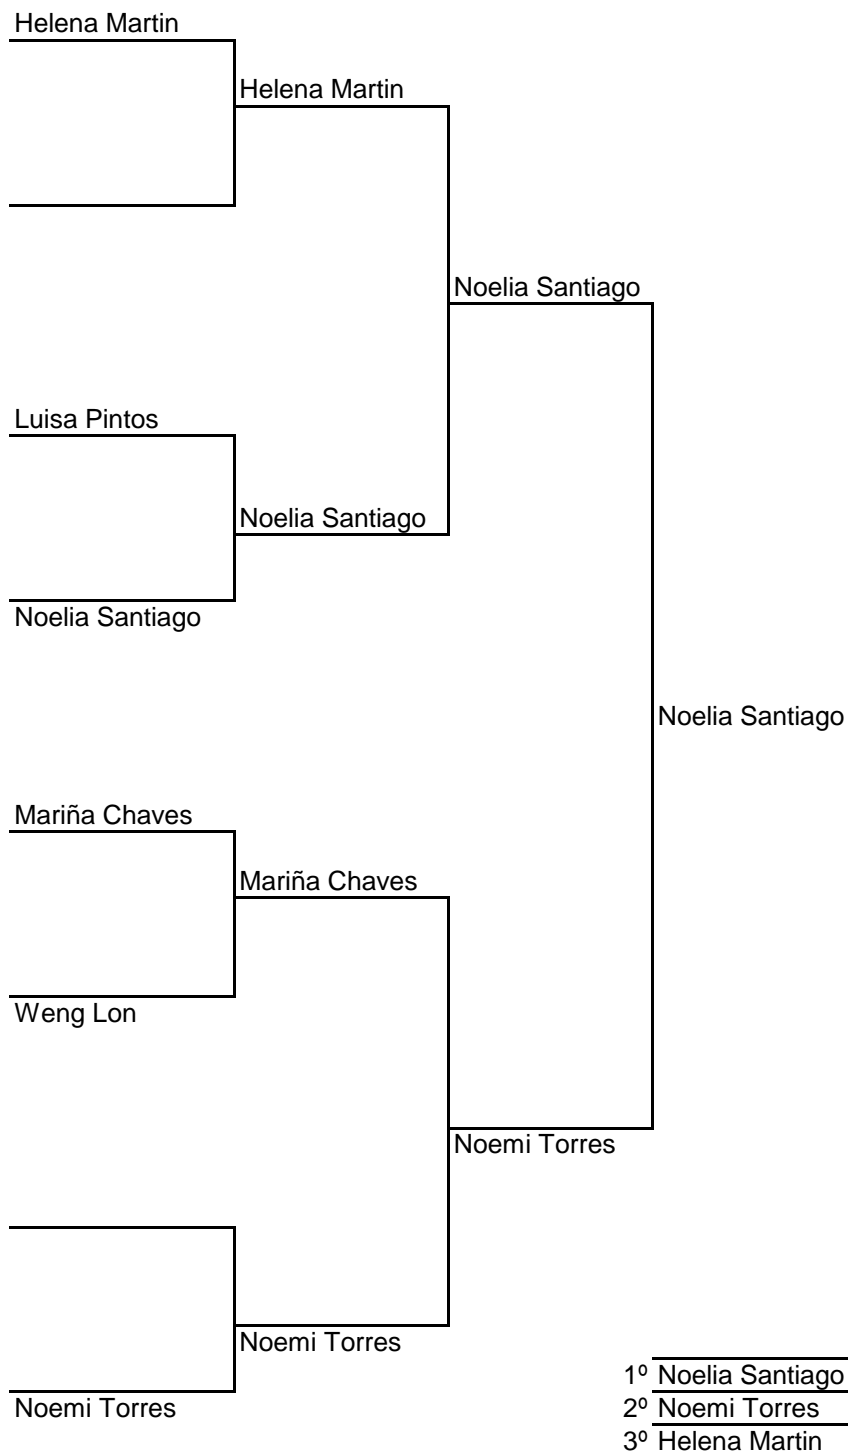 Helena Martin
Helena Martin
Noelia Santiago
Luisa Pintos
Noelia Santiago
Noelia Santiago
Noelia Santiago
Mariña Chaves
Mariña Chaves
Weng Lon
Noemi Torres
Noemi Torres
1º Noelia Santiago
Noemi Torres
2º Noemi Torres
3º Helena Martin